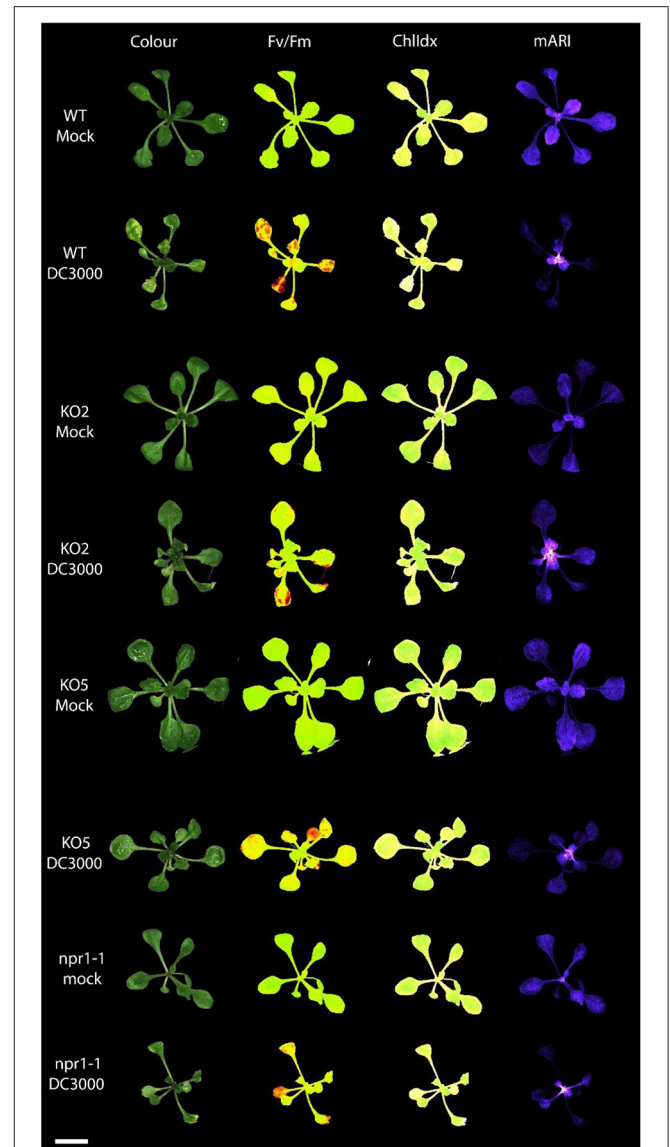 Colour Fv/Fm ChlIdx mARI
WT
Mock
WT
DC3000
KO2
Mock
KO2
DC3000
KO5
Mock
KO5
DC3000
npr1-1
mock
npr1-1
DC3000